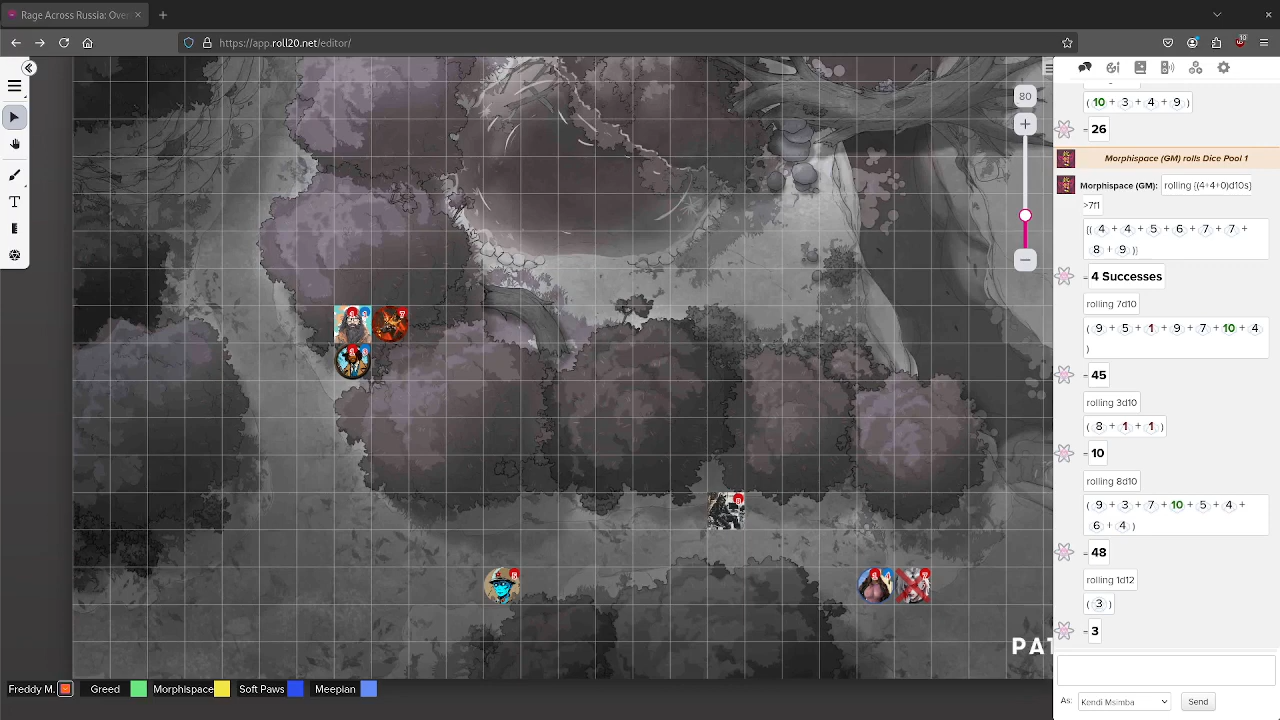 Rage Across Russia: Over
https://app.roll20.net/editor/
10
80
( 10 + 3 + 4 + 9 )
= 26
Morphispace (GM) rolls Dice Pool 1
Morphispace (GM): rolling {(4+4+0)d10s}
>7f1
{( 4 + 4 + 5 + 6 + 7 + 7 +
8 + 9 )}
= 4 Successes
rolling 7d10
( 9 + 5 + 1 + 9 + 7 + 10 + 4
)
= 45
rolling 3d10
( 8 + 1 + 1 )
= 10
rolling 8d10
( 9 + 3 + 7 + 10 + 5 + 4 +
6 + 4 )
= 48
rolling 1d12
( 3 )
= 3
PAT
Freddy M. Greed Morphispace Soft Paws Meepian
As: Kendi Msimba Send